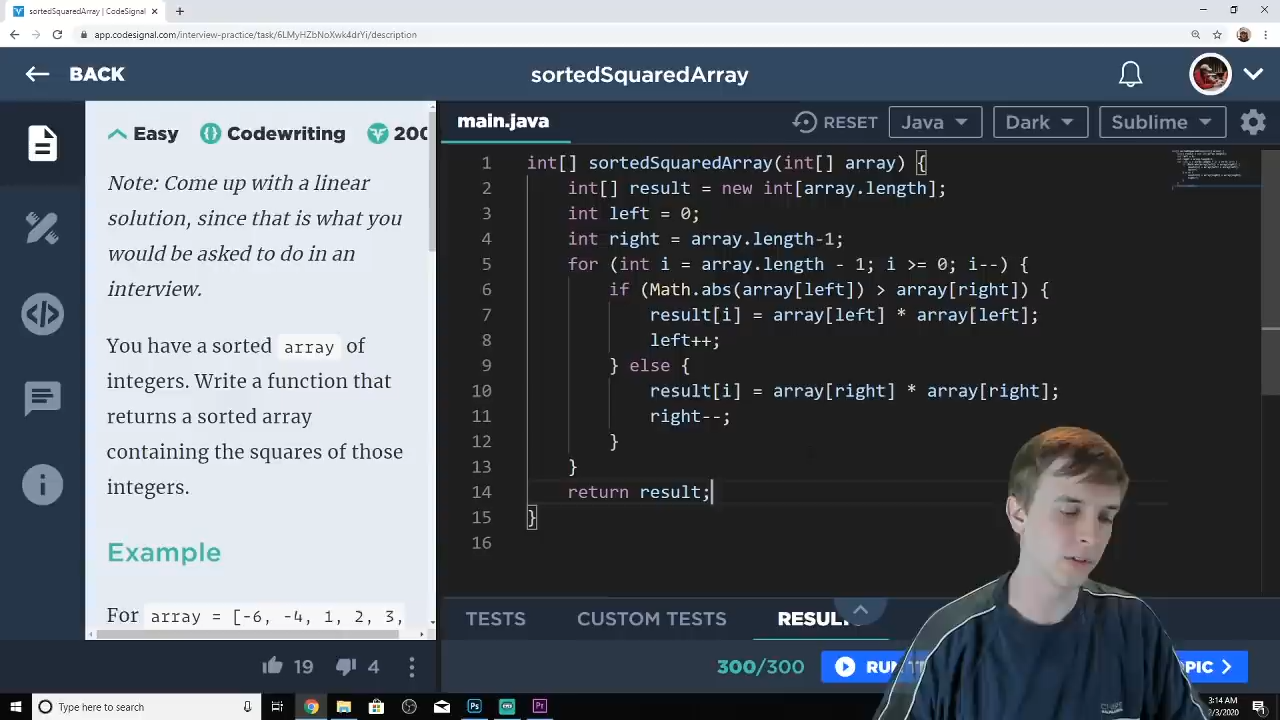 sortedSquaredArray | CodeSignal
app.codesignal.com/interview-practice/task/6LMyHZbNoXwk4drYi/description
BACK
sortedSquaredArray
Easy
Codewriting
200
Note: Come up with a linear
solution, since that is what you
would be asked to do in an
interview.
You have a sorted array of
integers. Write a function that
returns a sorted array
containing the squares of those
integers.
Example
For array = [-6, -4, 1, 2, 3,
19
4
main.java
RESET
Java
Dark
Sublime
1 int[] sortedSquaredArray(int[] array) {
2 int[] result = new int[array.length];
3 int left = 0;
4 int right = array.length-1;
5 for (int i = array.length - 1; i >= 0; i--) {
6 if (Math.abs(array[left]) > array[right]) {
7 result[i] = array[left] * array[left];
8 left++;
9 } else {
10 result[i] = array[right] * array[right];
11 right--;
12 }
13 }
14 return result;
15 }
16
TESTS
CUSTOM TESTS
RESUL
300/300
RUN
PIC
Type here to search
3:14 AM
/3/2020